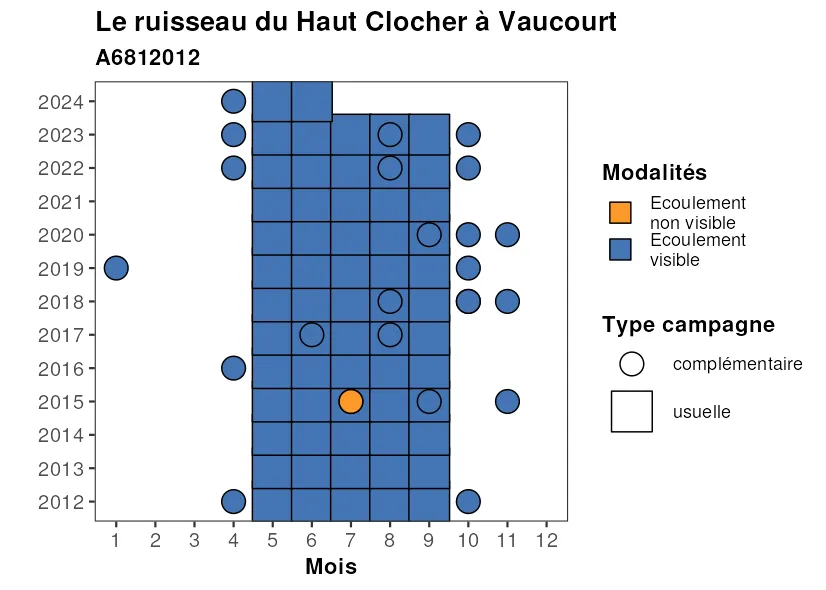 Le ruisseau du Haut Clocher à Vaucourt
A6812012
2024
2023
2022
2021
2020
2019
2018
2017
2016
2015
2014
2013
2012
1 2 3 4 5 6 7 8 9 10 11 12
Mois
Modalités
Ecoulement
non visible
Ecoulement
visible
Type campagne
complémentaire
usuelle